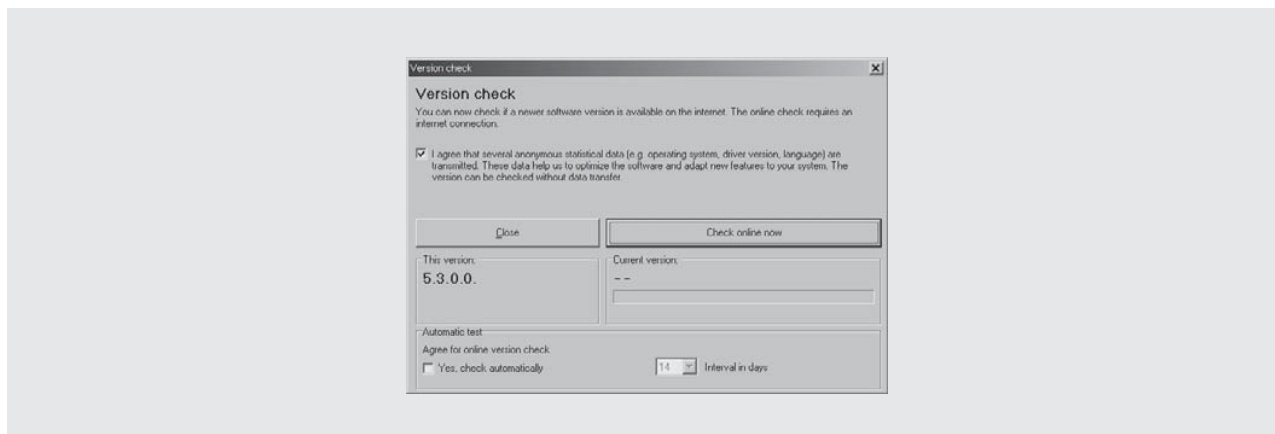 Version check
Version check
You can now check if a newer software version is available on the internet. The online check requires an
internet connection.
I agree that several anonymous statistical data (e.g. operating system, driver version, language) are
transmitted. These data help us to optimize the software and adapt new features to your system. The
version can be checked without data transfer.
Close
Check online now
This version:
Current version:
5.3.0.0.
--
Automatic test
Agree for online version check
Yes, check automatically
14
Interval in days